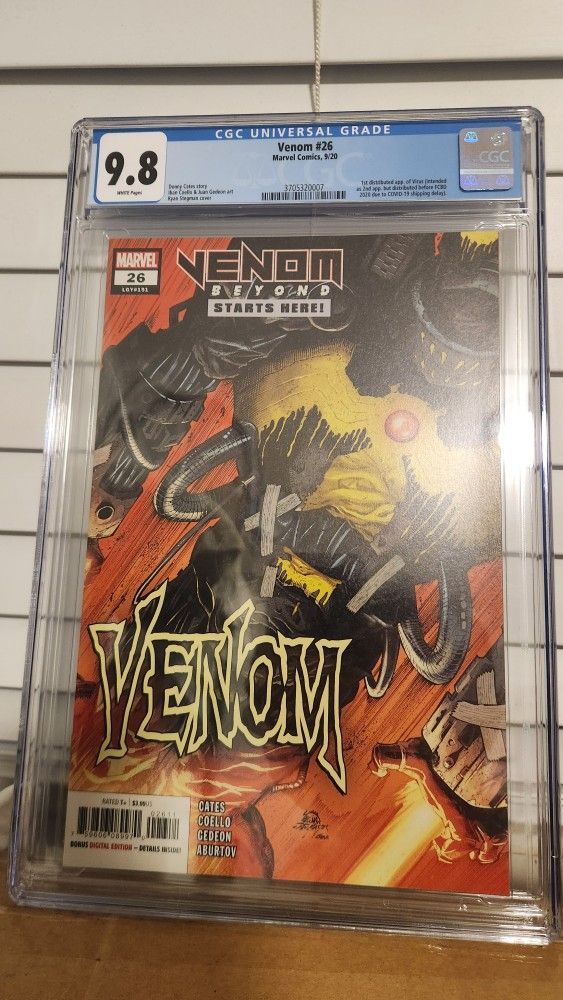 CGC UNIVERSAL GRADE
9.8
WHITE Pages
Venom #26
Marvel Comics, 9/20
Donny Cates story
Iban Coello & Juan Gedeon art
Ryan Stegman cover
3705320007
1st distributed app. of Virus (intended
as 2nd app. but distributed before FCBD
2020 due to COVID-19 shipping delays).
CGC
MARVEL
26
LGY#191
VENOM
BEYOND
STARTS HERE!
VENOM
RATED T+ $3.99US
02611
BONUS DIGITAL EDITION – DETAILS INSIDE!
CATES
COELLO
GEDEON
ABURTOV